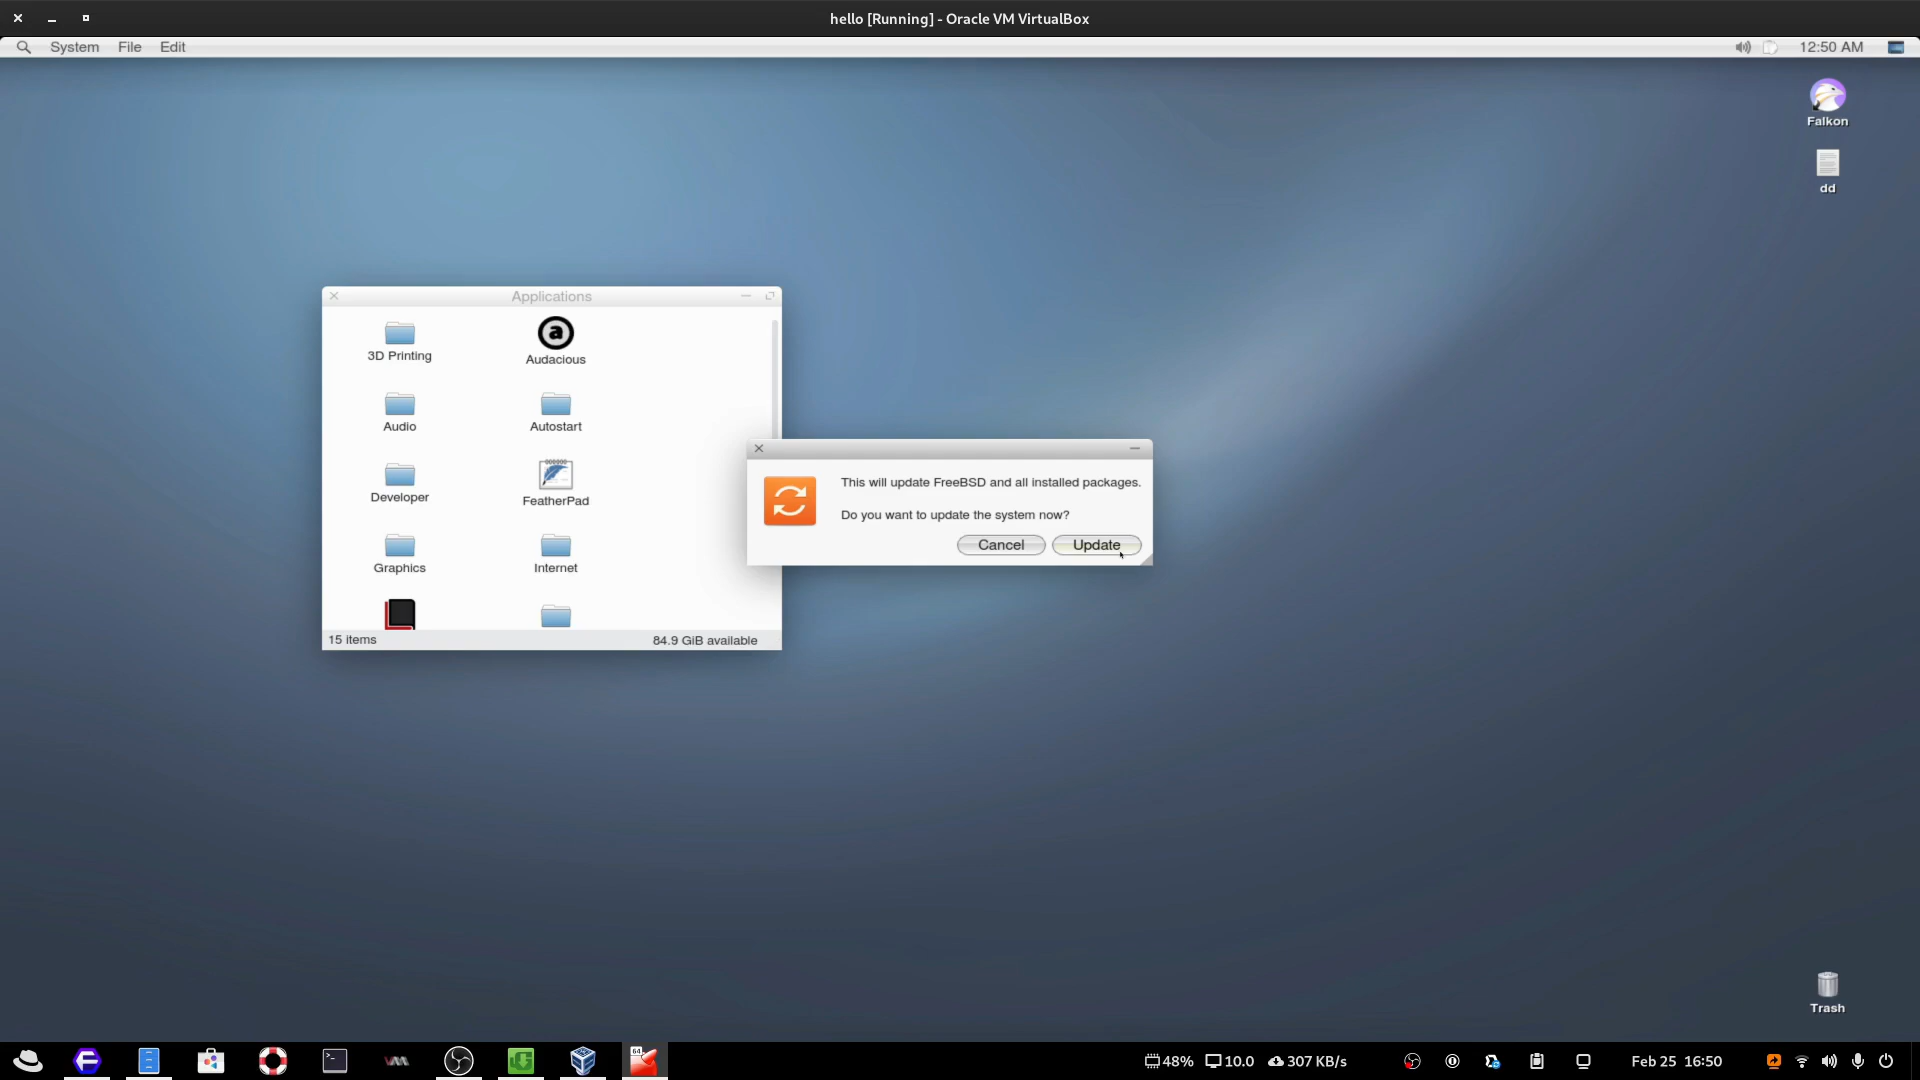 hello [Running] - Oracle VM VirtualBox
System File Edit 12:50 AM
Falkon
dd
Applications
3D Printing Audacious
Audio Autostart
Developer FeatherPad
Graphics Internet
15 items 84.9 GiB available
This will update FreeBSD and all installed packages.
Do you want to update the system now?
Cancel Update
Trash
64
48% 10.0 307 KB/s Feb 25 16:50